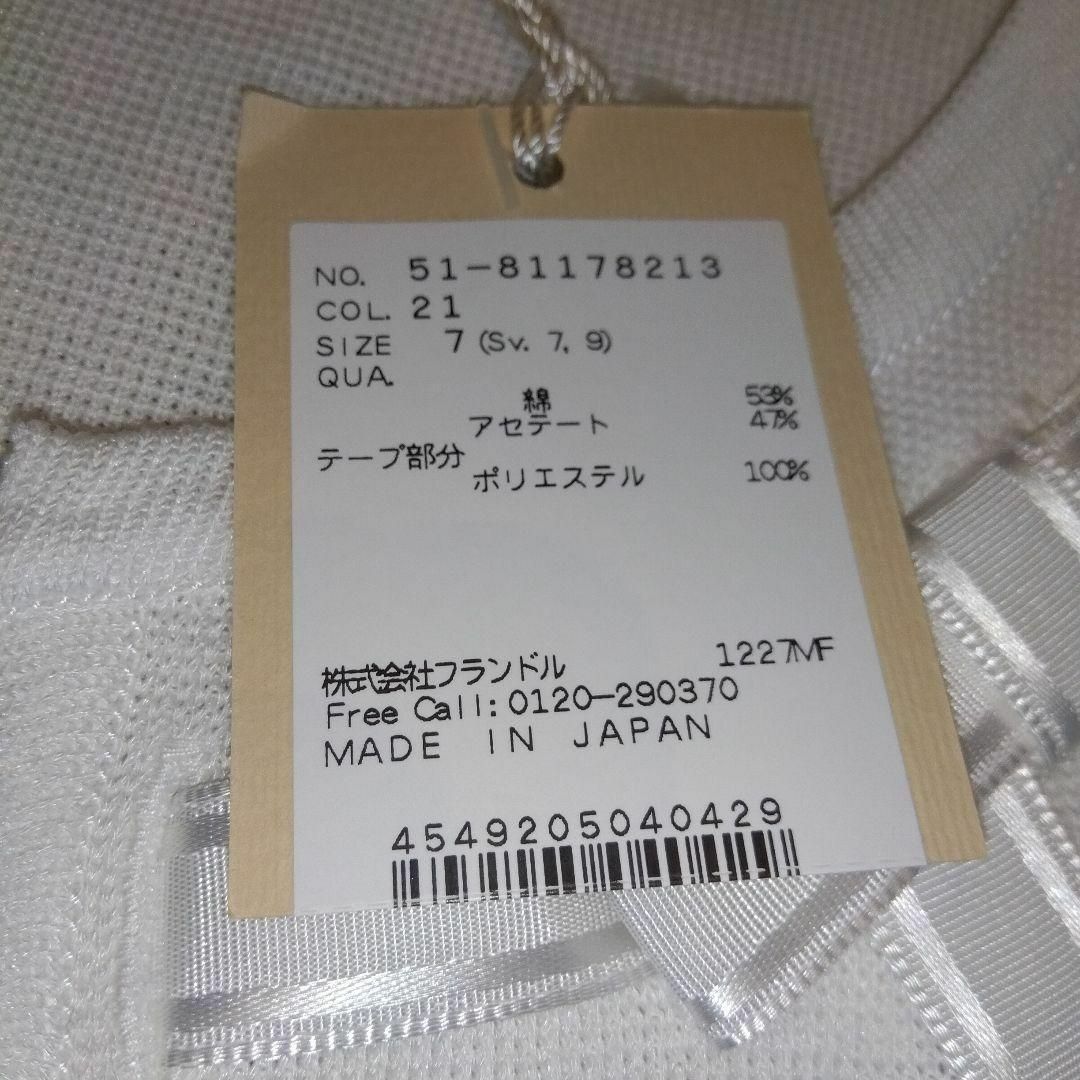 NO. 51-81178213
COL. 21
SIZE 7 (Sv. 7, 9)
QUA.
綿 53%
アセテート 47%
テープ部分
ポリエステル 100%
1227MF
株式会社フランドル
Free Call: 0120-290370
MADE IN JAPAN
4549205040429